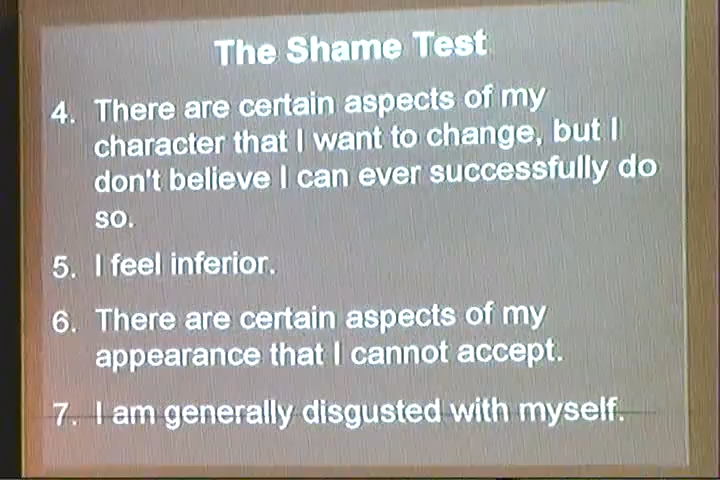 The Shame Test
4. There are certain aspects of my
character that I want to change, but I
don't believe I can ever successfully do
so.
5. I feel inferior.
6. There are certain aspects of my
appearance that I cannot accept.
7. I am generally disgusted with myself.